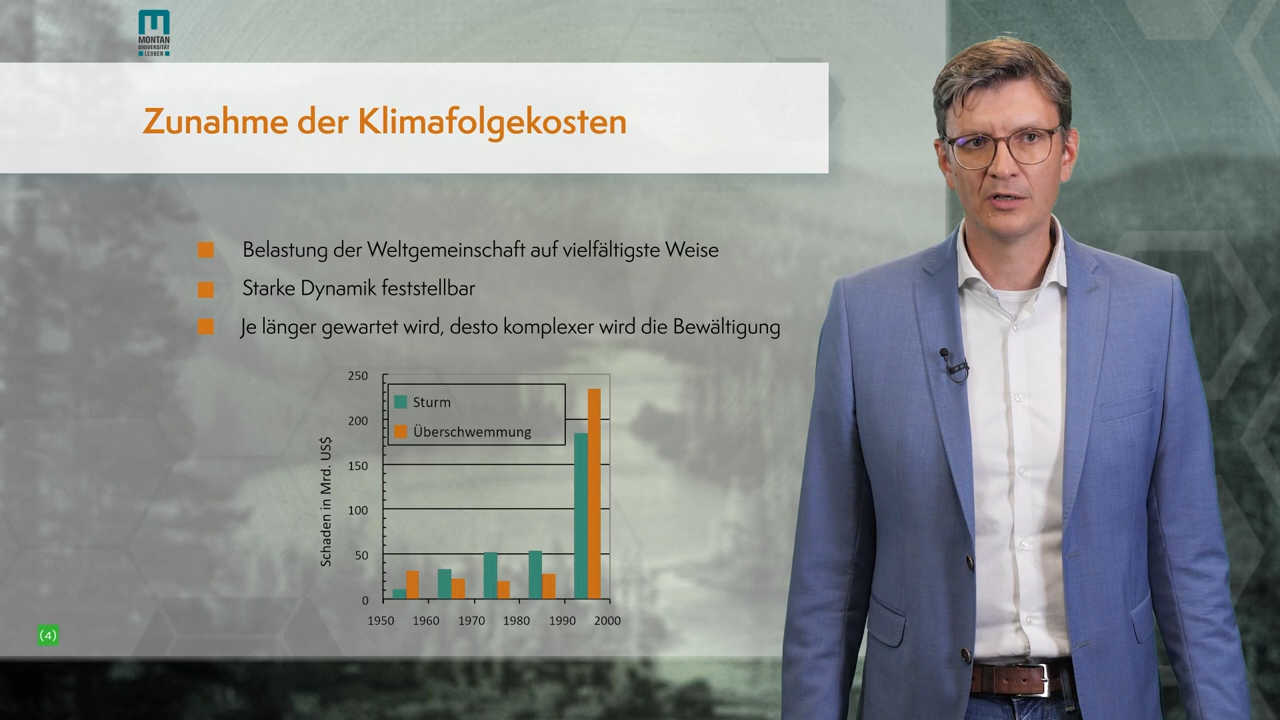 MONTAN
UNIVERSITÄT
LEOBEN
Zunahme der Klimafolgekosten
Belastung der Weltgemeinschaft auf vielfältigste Weise
Starke Dynamik feststellbar
Je länger gewartet wird, desto komplexer wird die Bewältigung
250
200
150
100
50
0
Schaden in Mrd. US$
Sturm
Überschwemmung
1950 1960 1970 1980 1990 2000
(4)